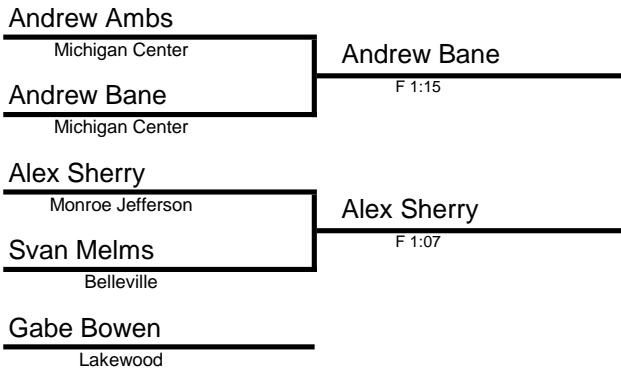 Andrew Ambs
Michigan Center
Andrew Bane
F 1:15
Andrew Bane
Michigan Center
Alex Sherry
Monroe Jefferson
Alex Sherry
F 1:07
Svan Melms
Belleville
Gabe Bowen
Lakewood